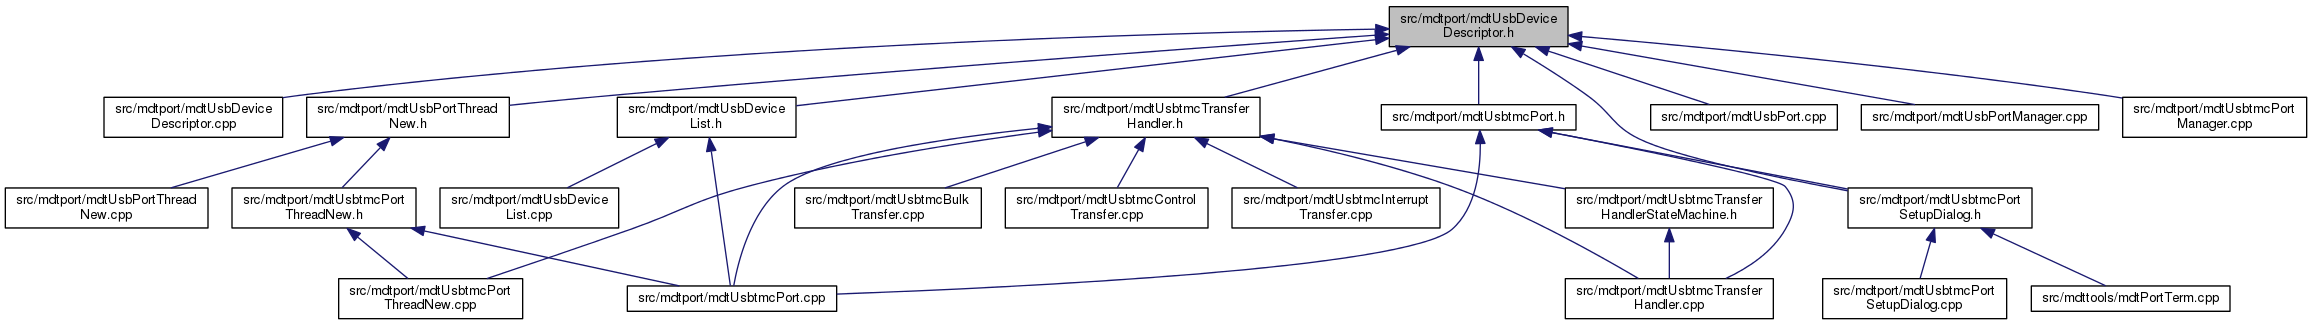 src/mdtport/mdtUsbDevice
Descriptor.h
src/mdtport/mdtUsbDevice
Descriptor.cpp
src/mdtport/mdtUsbPortThread
New.h
src/mdtport/mdtUsbDevice
List.h
src/mdtport/mdtUsbtmcTransfer
Handler.h
src/mdtport/mdtUsbtmcPort.h
src/mdtport/mdtUsbPort.cpp
src/mdtport/mdtUsbPortManager.cpp
src/mdtport/mdtUsbtmcPort
Manager.cpp
src/mdtport/mdtUsbPortThread
New.cpp
src/mdtport/mdtUsbtmcPort
ThreadNew.h
src/mdtport/mdtUsbDevice
List.cpp
src/mdtport/mdtUsbtmcBulk
Transfer.cpp
src/mdtport/mdtUsbtmcControl
Transfer.cpp
src/mdtport/mdtUsbtmcInterrupt
Transfer.cpp
src/mdtport/mdtUsbtmcTransfer
HandlerStateMachine.h
src/mdtport/mdtUsbtmcPort
SetupDialog.h
src/mdtport/mdtUsbtmcPort
ThreadNew.cpp
src/mdtport/mdtUsbtmcPort.cpp
src/mdtport/mdtUsbtmcTransfer
Handler.cpp
src/mdtport/mdtUsbtmcPort
SetupDialog.cpp
src/mdttools/mdtPortTerm.cpp